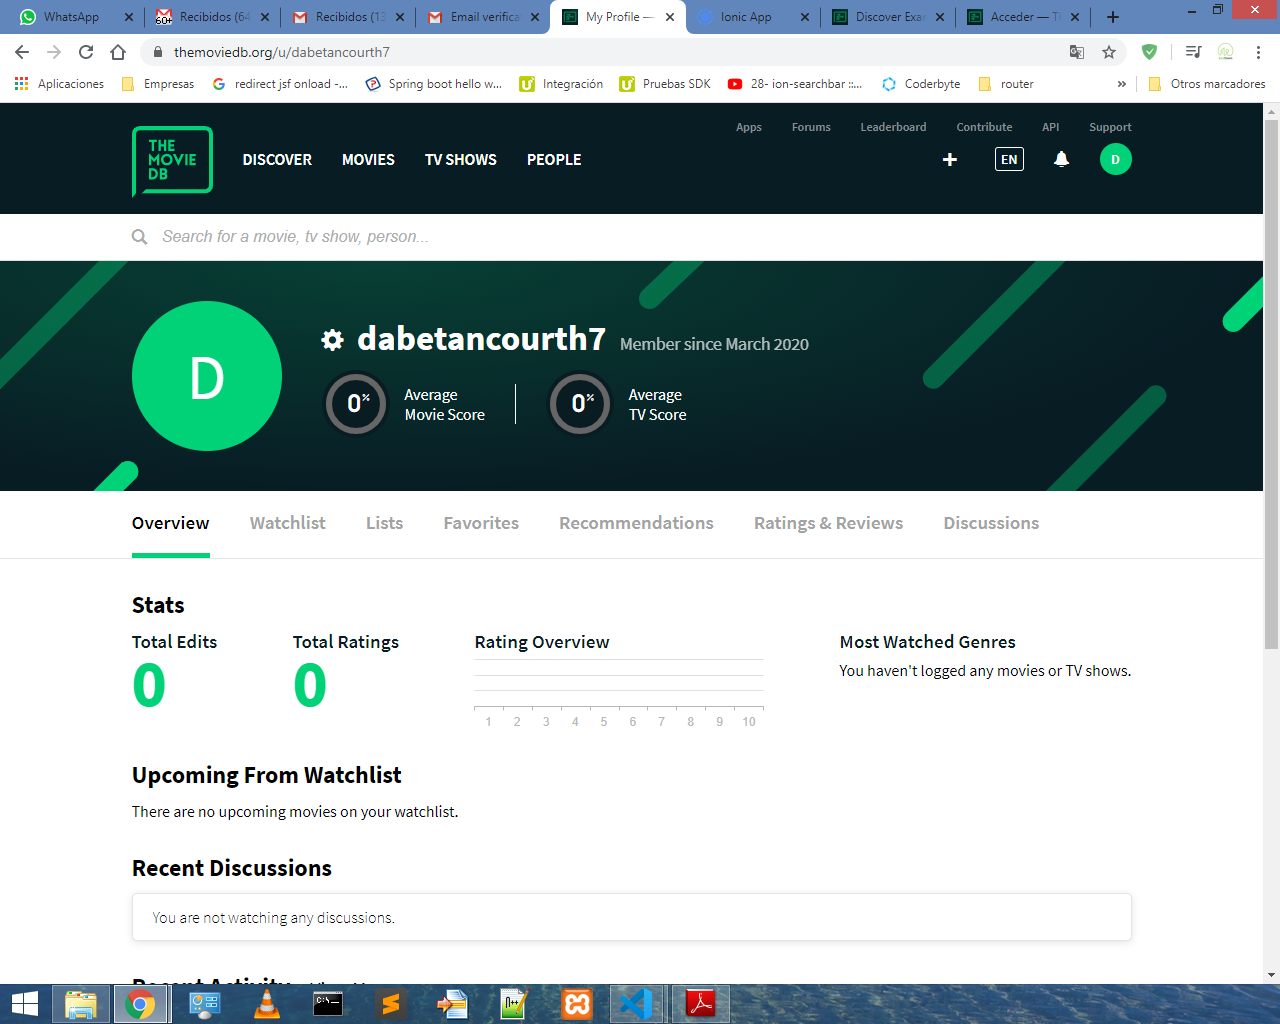 WhatsApp
Recibidos (64
Recibidos (13
Email verifica
My Profile —
Ionic App
Discover Exa
Acceder — T
themoviedb.org/u/dabetancourth7
Aplicaciones
Empresas
redirect jsf onload -...
Spring boot hello w...
Integración
Pruebas SDK
28- ion-searchbar ::...
Coderbyte
router
»
Otros marcadores
Apps Forums Leaderboard Contribute API Support
THE
MOVIE
DB
DISCOVER MOVIES TV SHOWS PEOPLE
+ EN D
Search for a movie, tv show, person...
D
dabetancourth7 Member since March 2020
0% Average
Movie Score
0% Average
TV Score
Overview Watchlist Lists Favorites Recommendations Ratings & Reviews Discussions
Stats
Total Edits
0
Total Ratings
0
Rating Overview
1 2 3 4 5 6 7 8 9 10
Most Watched Genres
You haven't logged any movies or TV shows.
Upcoming From Watchlist
There are no upcoming movies on your watchlist.
Recent Discussions
You are not watching any discussions.
Recent Activity